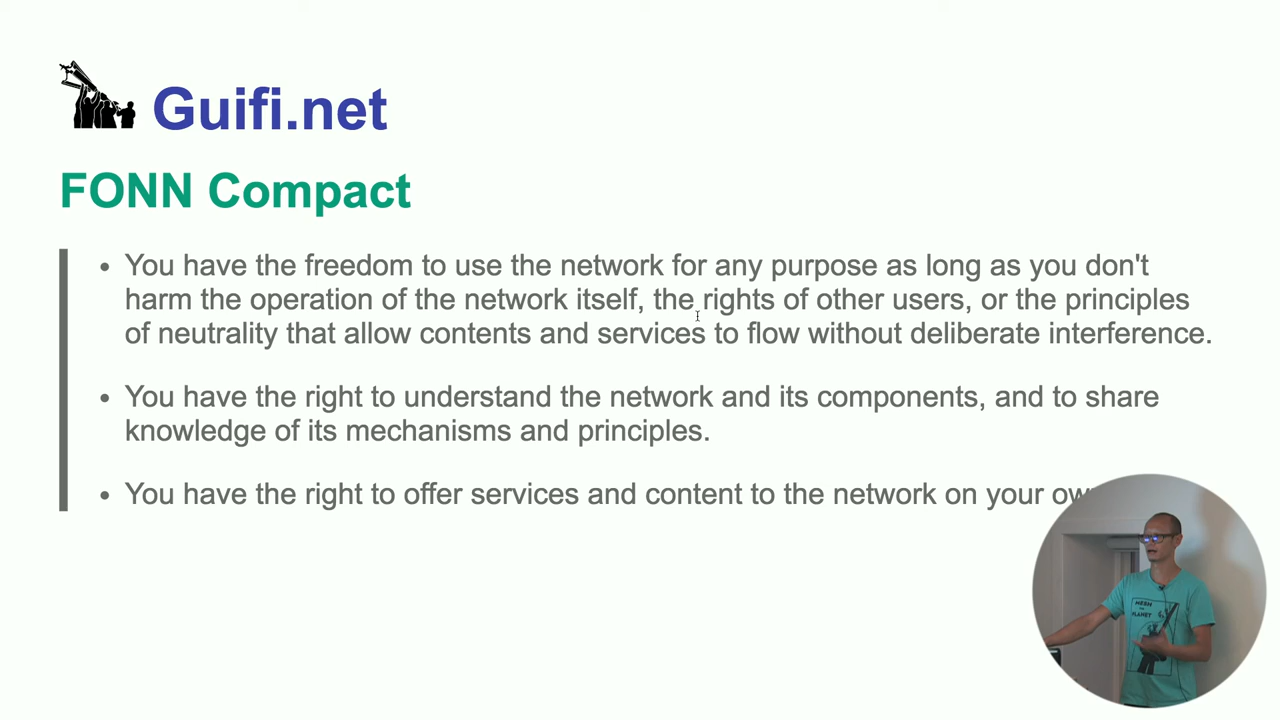 Guifi.net
FONN Compact
• You have the freedom to use the network for any purpose as long as you don't
harm the operation of the network itself, the rights of other users, or the principles
of neutrality that allow contents and services to flow without deliberate interference.
• You have the right to understand the network and its components, and to share
knowledge of its mechanisms and principles.
• You have the right to offer services and content to the network on your
MESH
PLANET